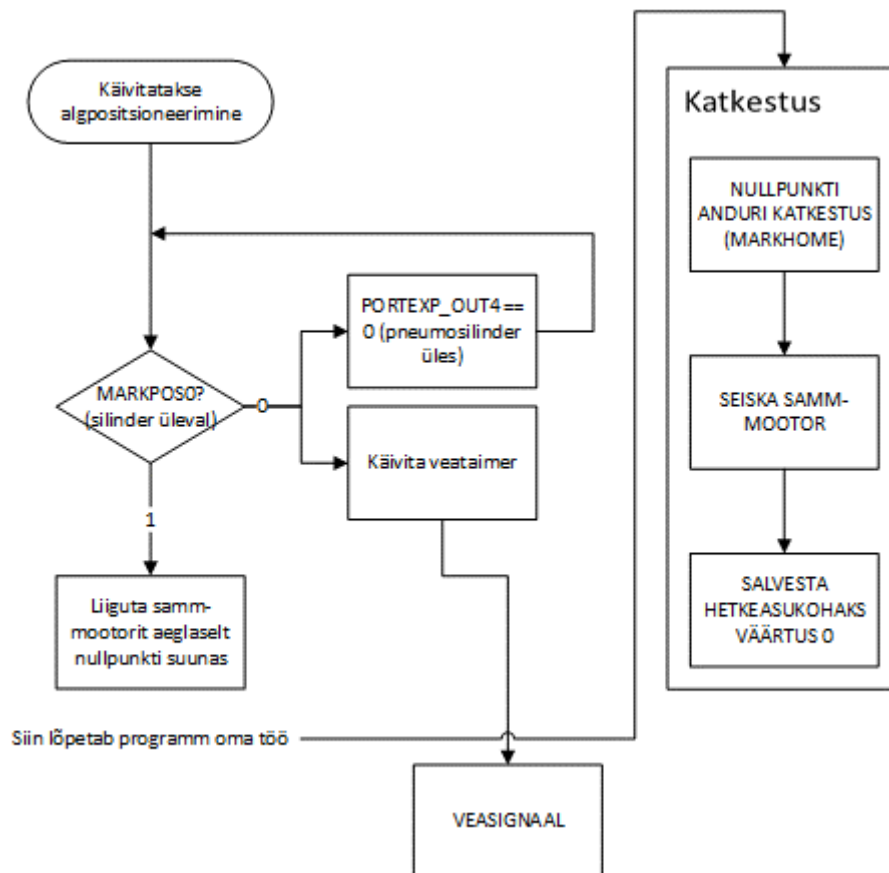 Käivitatakse
algpositsioneerimine
Katkestus
NULLPUNKTI
ANDURI KATKESTUS
(MARKHOME)
PORTEXP_OUT4 ==
0 (pneumosilinder
üles)
MARKPOS0?
(silinder üleval)
0
Käivita veataimer
SEISKA SAMM-
MOOTOR
1
Liiguta samm-
mootorit aeglaselt
nullpunkti suunas
SALVESTA
HETKEASUKOHAKS
VÄÄRTUS 0
Siin lõpetab programm oma töö
VEASIGNAAL